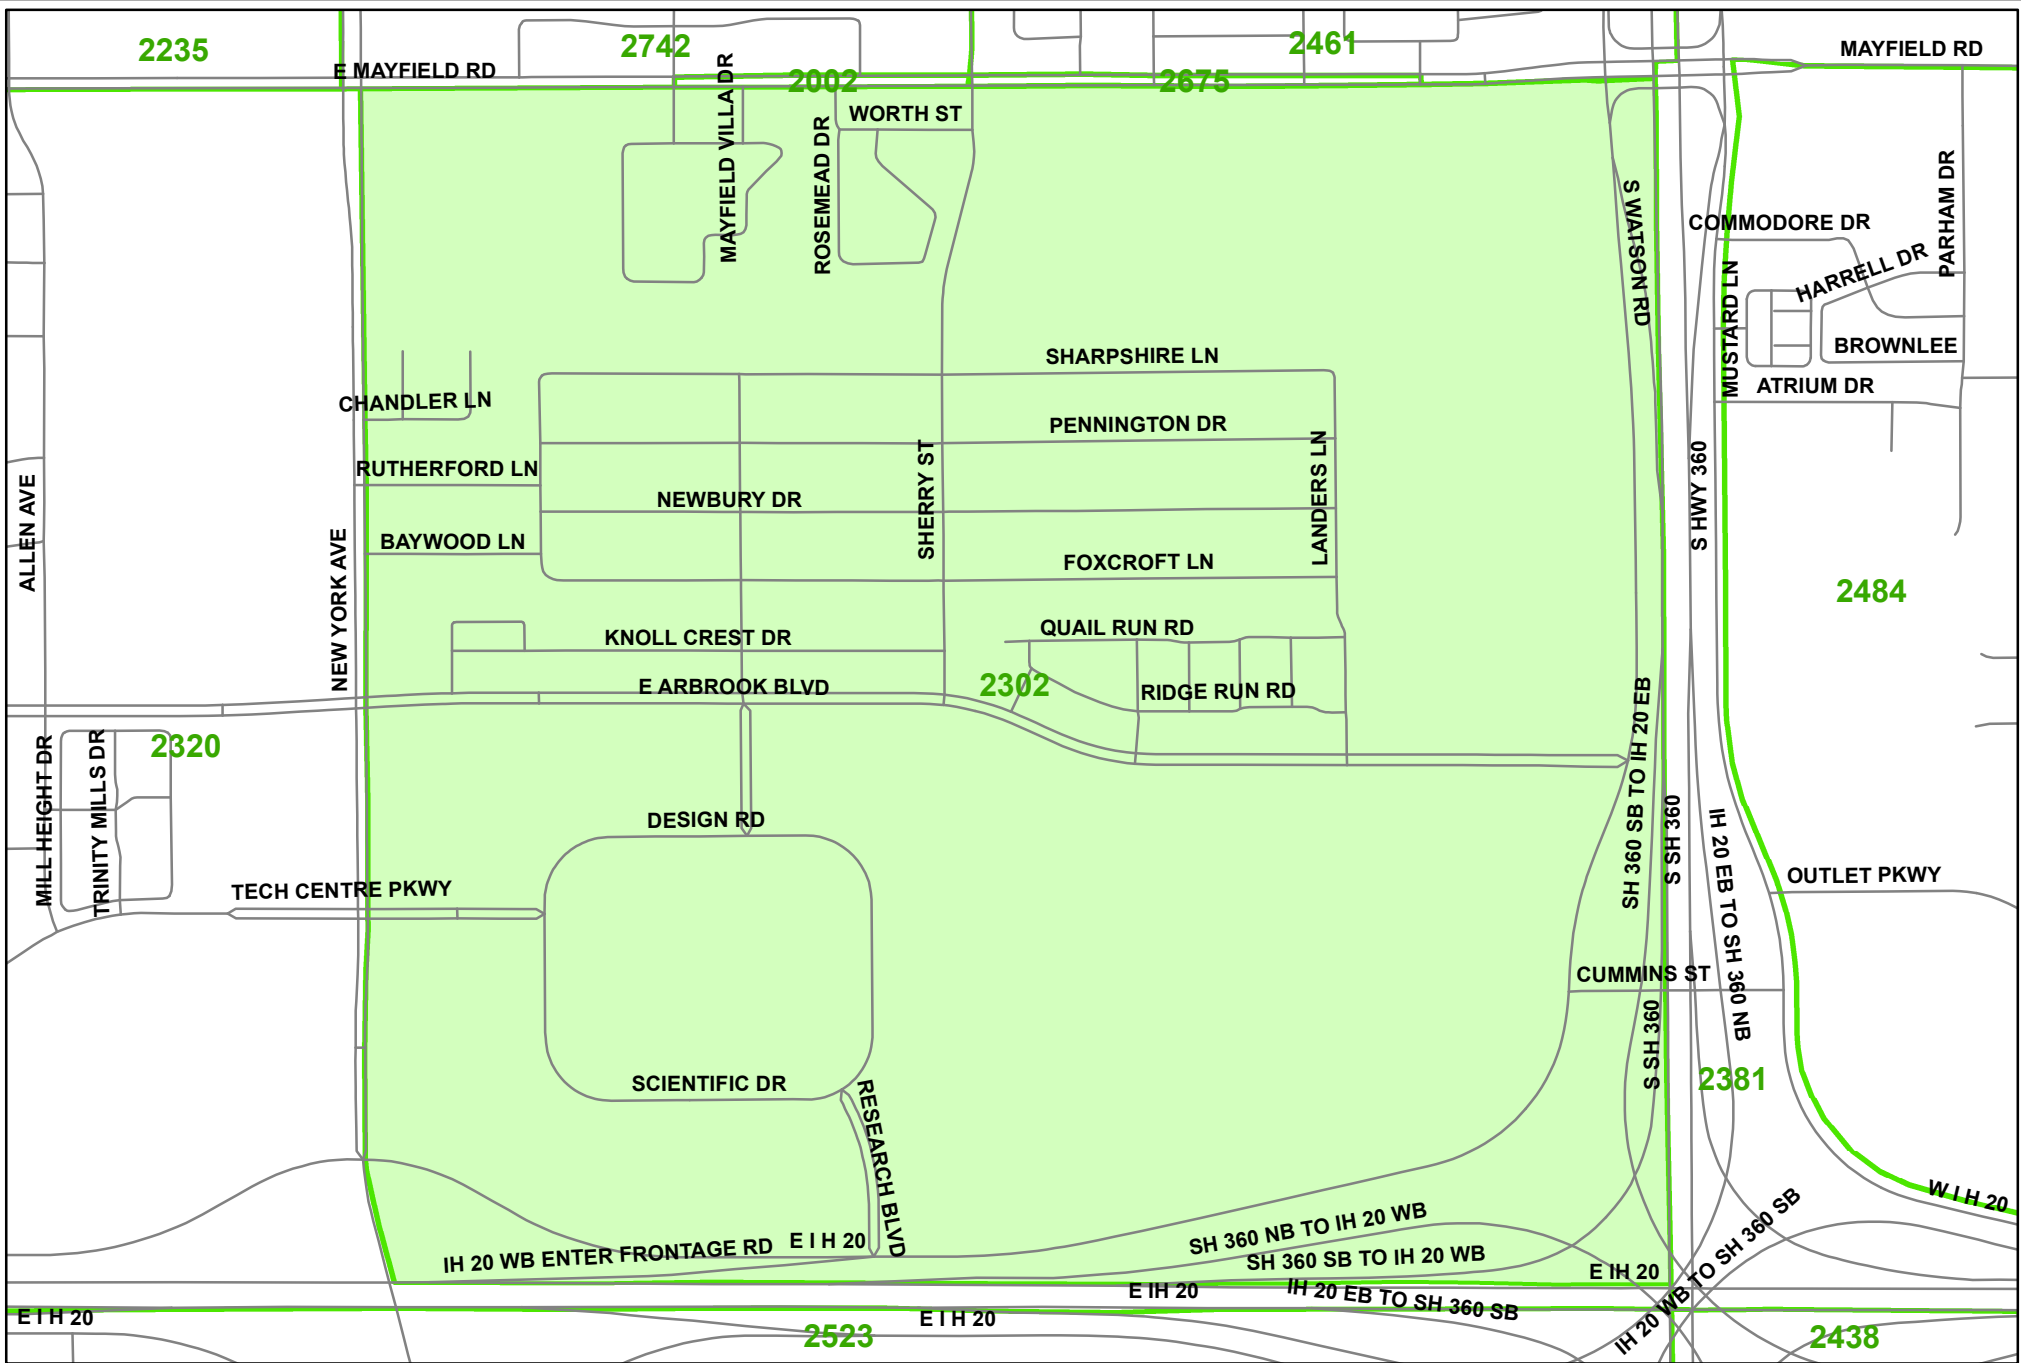 2235
2742
2461
MAYFIELD RD
E MAYFIELD RD
2002
2675
WORTH ST
MAYFIELD VILLA DR
ROSEMEAD DR
S WATSON RD
COMMODORE DR
PARHAM DR
HARRELL DR
MUSTARD LN
BROWNLEE
ATRIUM DR
SHARPSHIRE LN
CHANDLER LN
PENNINGTON DR
RUTHERFORD LN
NEWBURY DR
SHERRY ST
LANDERS LN
S HWY 360
ALLEN AVE
BAYWOOD LN
NEW YORK AVE
FOXCROFT LN
2484
KNOLL CREST DR
QUAIL RUN RD
2302
E ARBROOK BLVD
RIDGE RUN RD
2320
MILL HEIGHT DR
TRINITY MILLS DR
SH 360 SB TO IH 20 EB
S SH 360
IH 20 EB TO SH 360 NB
DESIGN RD
TECH CENTRE PKWY
OUTLET PKWY
CUMMINS ST
S SH 360
2381
SCIENTIFIC DR
RESEARCH BLVD
W I H 20
IH 20 WB ENTER FRONTAGE RD
E I H 20
SH 360 NB TO IH 20 WB
SH 360 SB TO IH 20 WB
E IH 20
IH 20 WB TO SH 360 SB
E IH 20
IH 20 EB TO SH 360 SB
E I H 20
E I H 20
2523
2438